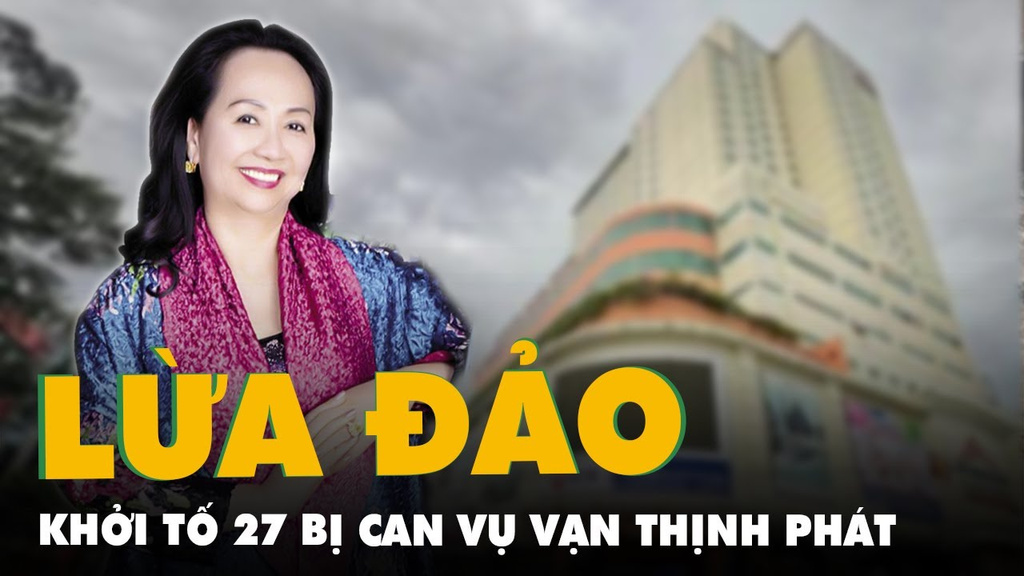 LỪA ĐẢO
KHỞI TỐ 27 BỊ CAN VỤ VẠN THỊNH PHÁT